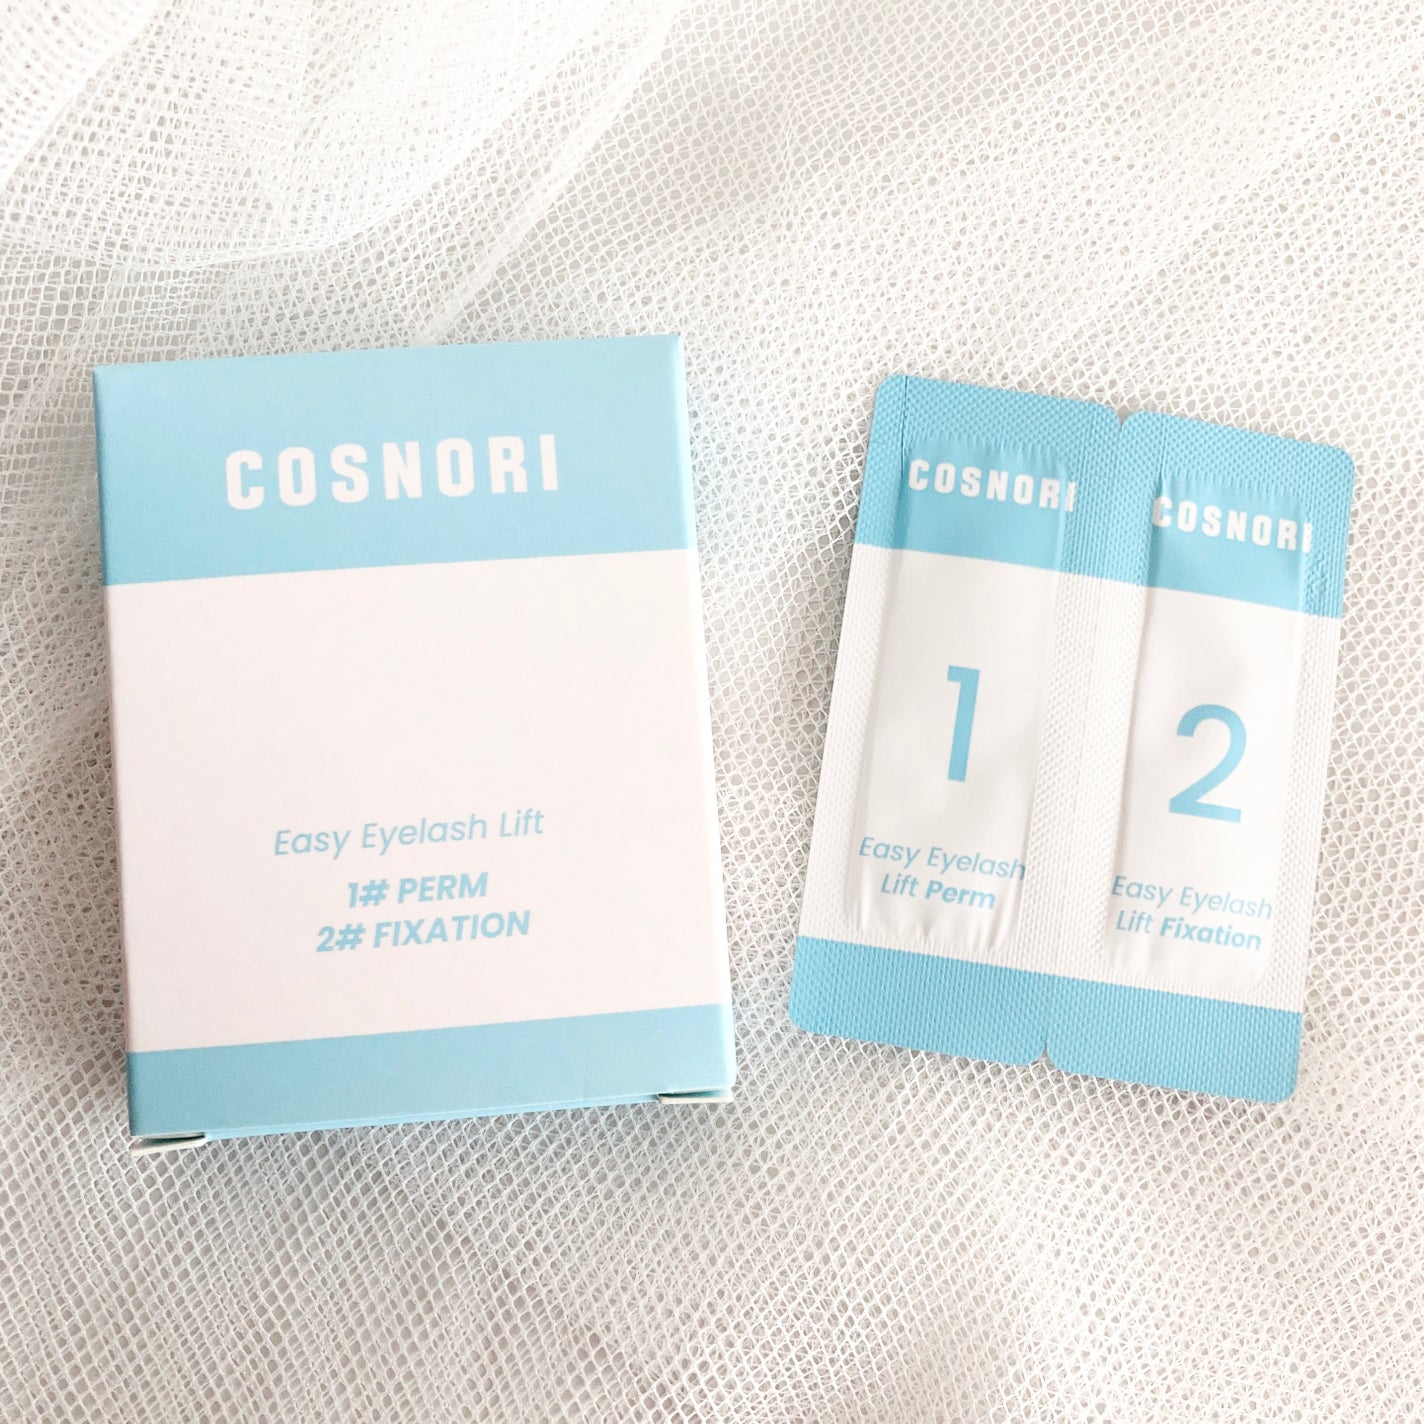 COSNORI
Easy Eyelash Lift
1# PERM
2# FIXATION
COSNORI
1
Easy Eyelash
Lift Perm
COSNORI
2
Easy Eyelash
Lift Fixation